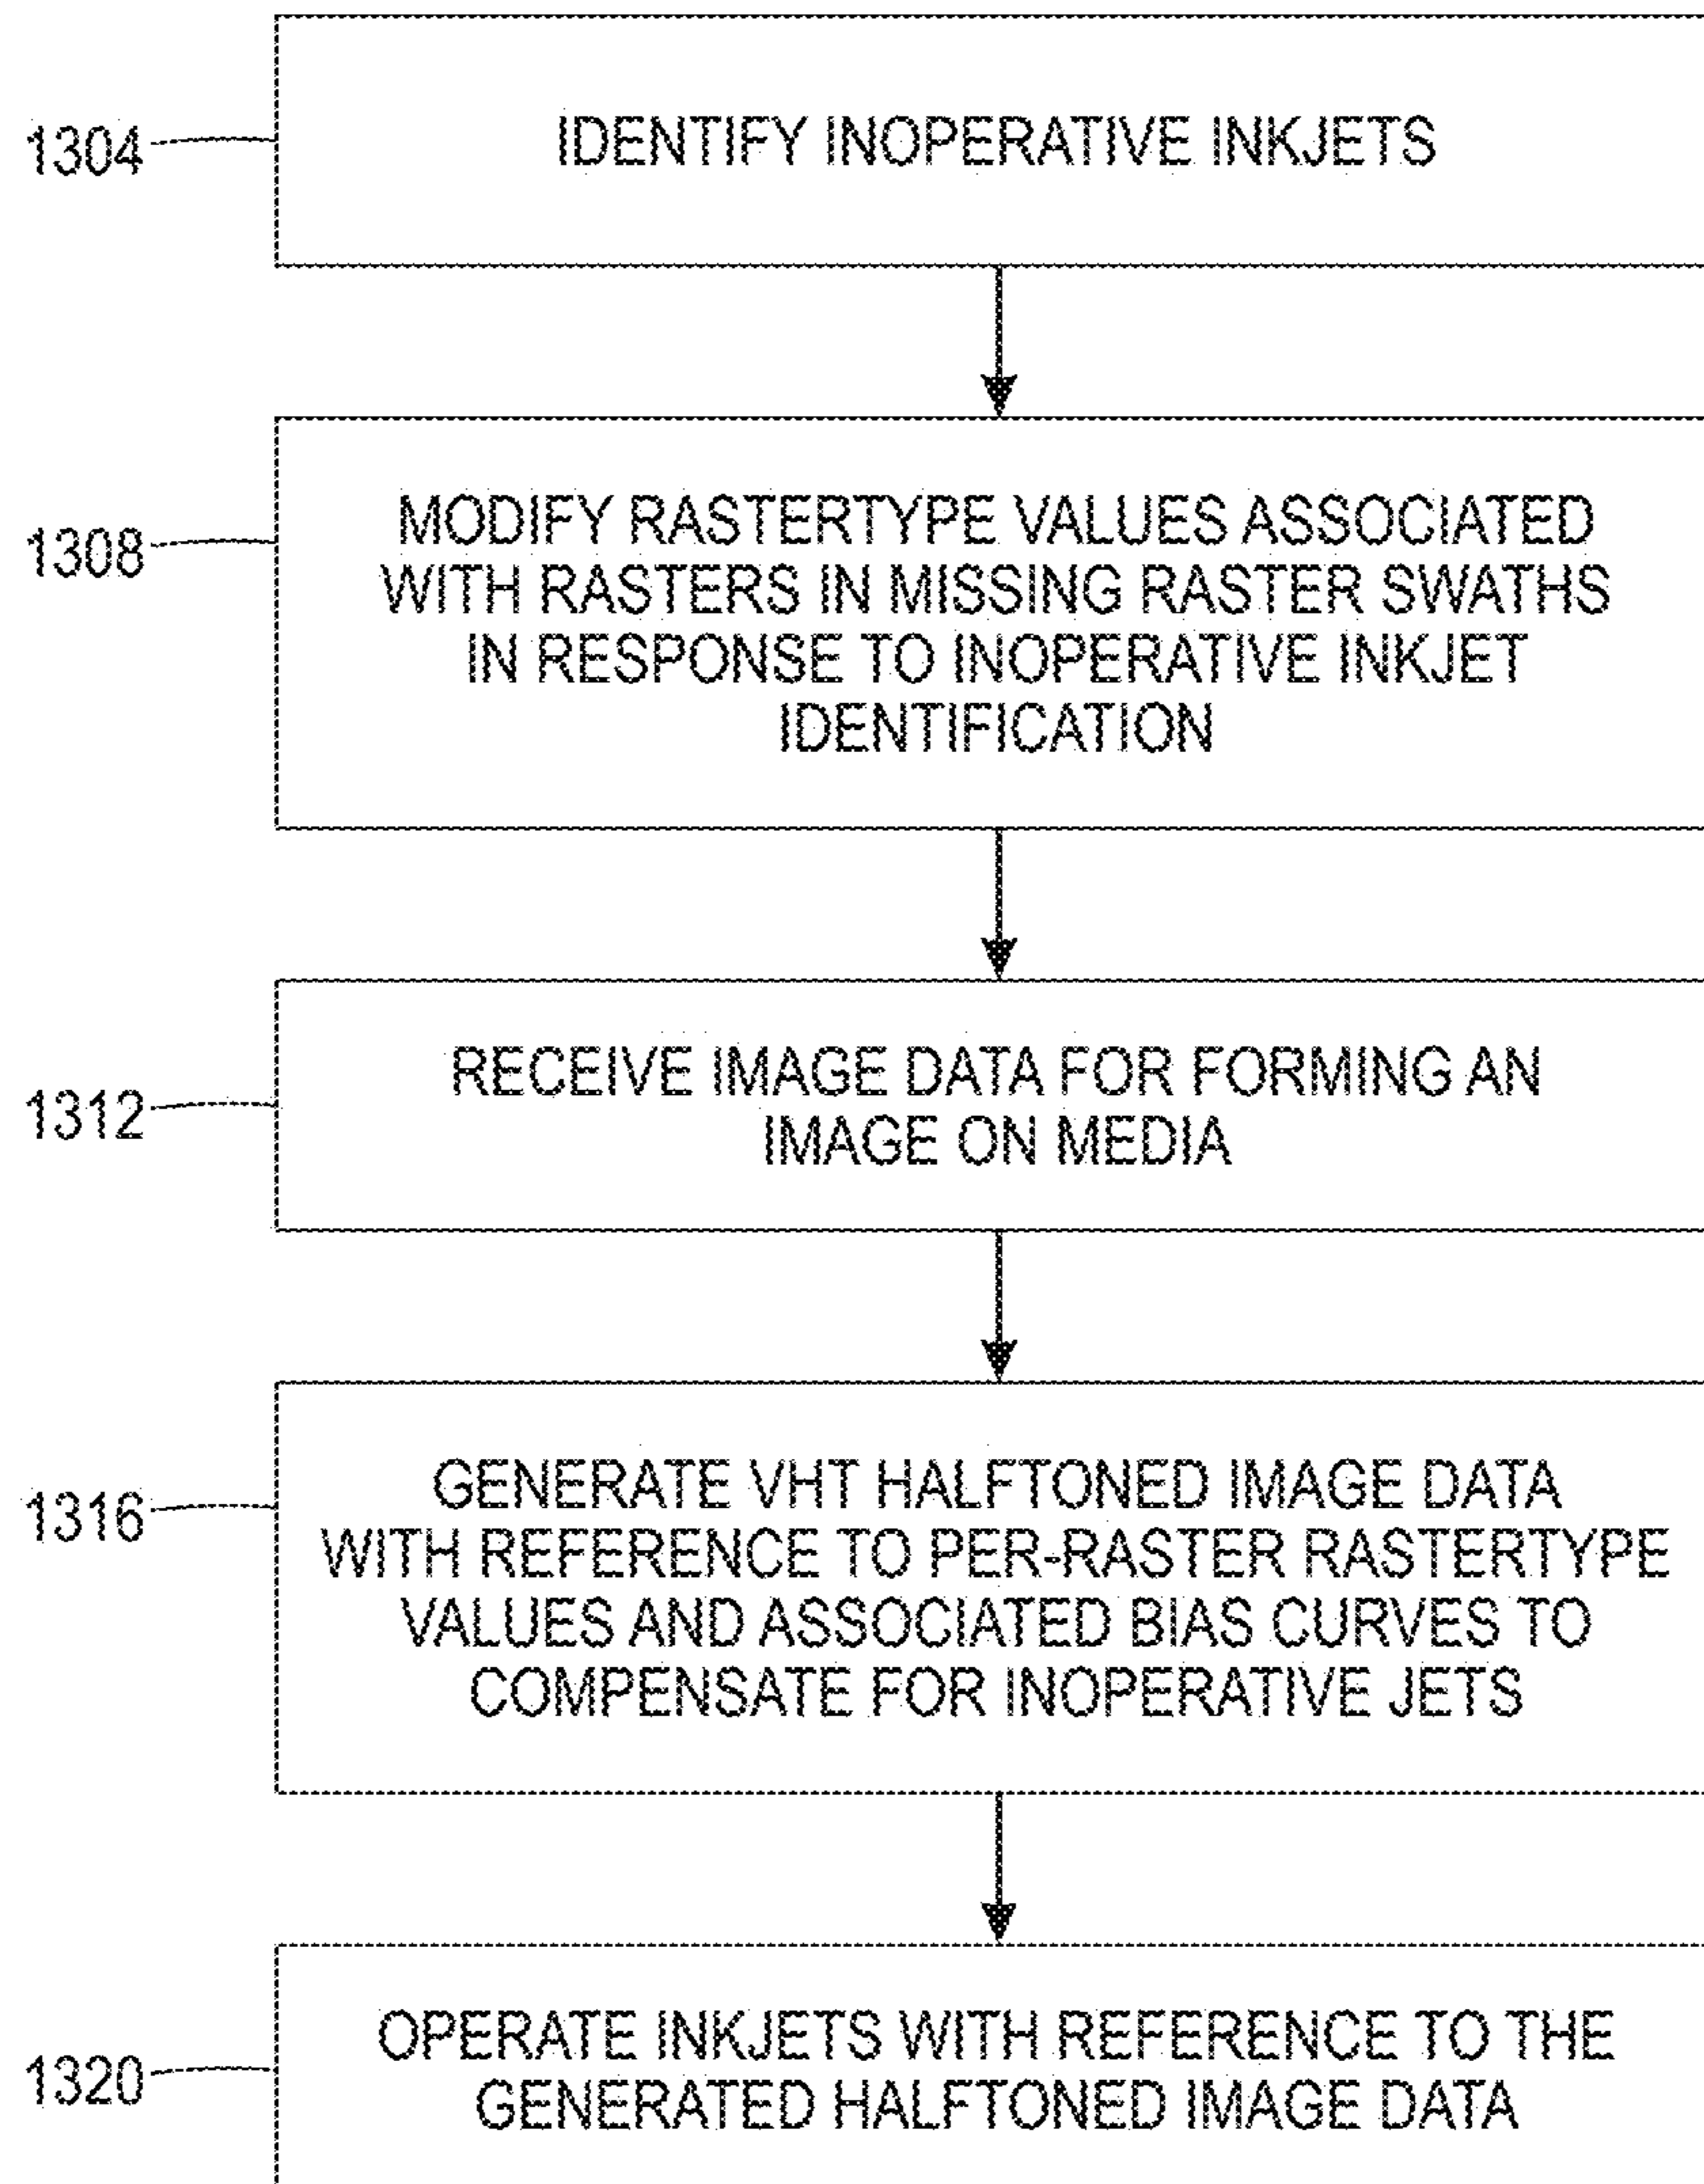 1304
IDENTIFY INOPERATIVE INKJETS
1308
MODIFY RASTERTYPE VALUES ASSOCIATED
WITH RASTERS IN MISSING RASTER SWATHS
IN RESPONSE TO INOPERATIVE INKJET
IDENTIFICATION
1312
RECEIVE IMAGE DATA FOR FORMING AN
IMAGE ON MEDIA
1316
GENERATE VHT HALFTONED IMAGE DATA
WITH REFERENCE TO PER-RASTER RASTERTYPE
VALUES AND ASSOCIATED BIAS CURVES TO
COMPENSATE FOR INOPERATIVE JETS
1320
OPERATE INKJETS WITH REFERENCE TO THE
GENERATED HALFTONED IMAGE DATA